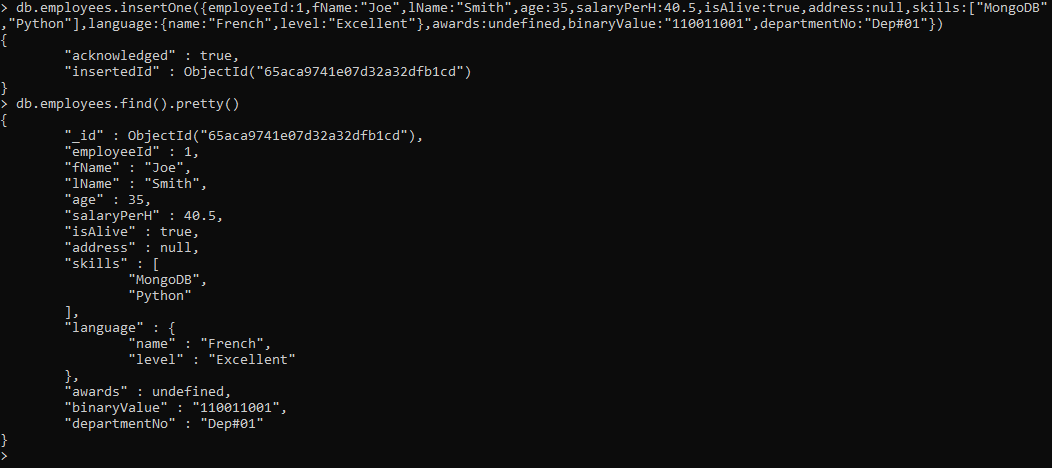 > db.employees.insertOne({employeeId:1,fName:"Joe",lName:"Smith",age:35,salaryPerH:40.5,isAlive:true,address:null,skills:["MongoDB"
,"Python"],language:{name:"French",level:"Excellent"},awards:undefined,binaryValue:"110011001",departmentNo:"Dep#01"})
{
        "acknowledged" : true,
        "insertedId" : ObjectId("65aca9741e07d32a32dfb1cd")
}
> db.employees.find().pretty()
{
        "_id" : ObjectId("65aca9741e07d32a32dfb1cd"),
        "employeeId" : 1,
        "fName" : "Joe",
        "lName" : "Smith",
        "age" : 35,
        "salaryPerH" : 40.5,
        "isAlive" : true,
        "address" : null,
        "skills" : [
                "MongoDB",
                "Python"
        ],
        "language" : {
                "name" : "French",
                "level" : "Excellent"
        },
        "awards" : undefined,
        "binaryValue" : "110011001",
        "departmentNo" : "Dep#01"
}
>